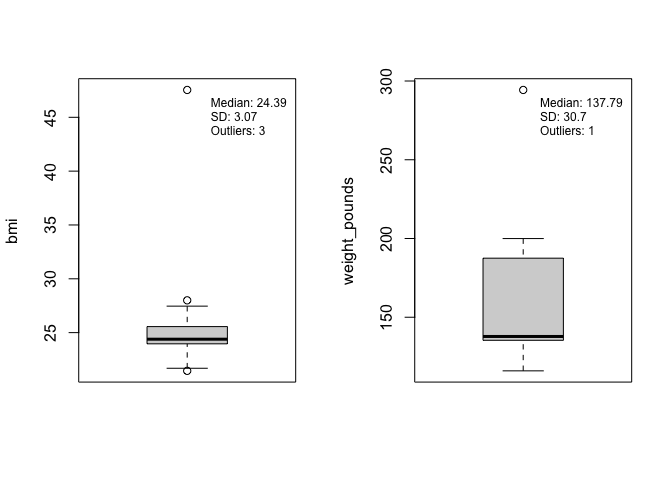 bmi
45
40
35
30
25
Median: 24.39
SD: 3.07
Outliers: 3
weight_pounds
300
250
200
150
Median: 137.79
SD: 30.7
Outliers: 1